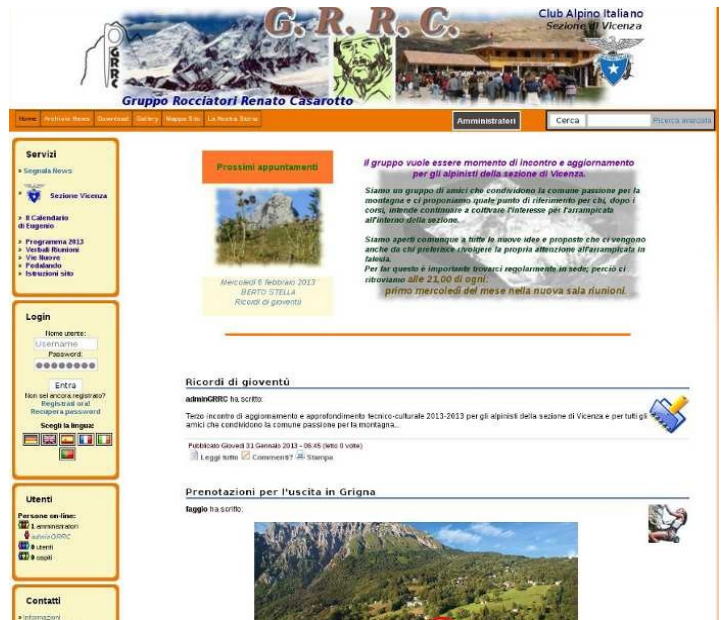 G. R. R. C.
Club Alpino Italiano
Sezione di Vicenza
GRRC
Gruppo Rocciatori Renato Casarotto
Home Archivio News Download Gallery Mappa Sito La Nostra Storia
Amministratori
Cerca
Ricerca avanzata
Servizi
» Segnala News
» Sezione Vicenza
» Il Calendario
di Eugenio
» Programma 2013
» Verbali Riunioni
» Vie Nuove
» Pedalando
» Istruzioni sito
Login
Nome utente:
Username
Password:
Entra
Non sei ancora registrato?
Registrati ora!
Recupera password
Scegli la lingua:
Utenti
Persone on-line:
1 amministratori
adminGRRC
0 utenti
0 ospiti
Contatti
» Informazioni
Prossimi appuntamenti
Mercoledì 6 febbraio 2013
BERTO STELLA
Ricordi di gioventù
Il gruppo vuole essere momento di incontro e aggiornamento
per gli alpinisti della sezione di Vicenza.
Siamo un gruppo di amici che condividono la comune passione per la
montagna e ci proponiamo quale punto di riferimento per chi, dopo i
corsi, intende continuare a coltivare l'interesse per l'arrampicata
all'interno della sezione.
Siamo aperti comunque a tutte le nuove idee e proposte che ci vengono
anche da chi preferisce rivolgere la propria attenzione all'arrampicata in
falesia.
Per far questo è importante trovarci regolarmente in sede; perciò ci
ritroviamo alle 21,00 di ogni
primo mercoledì del mese nella nuova sala riunioni.
Ricordi di gioventù
adminGRRC ha scritto:
Terzo incontro di aggiornamento e approfondimento tecnico-culturale 2013-2013 per gli alpinisti della sezione di Vicenza e per tutti gli
amici che condividono la comune passione per la montagna...
Pubblicato Giovedì 31 Gennaio 2013 - 06:45 (letto 0 volte)
Leggi tutto Commenti? Stampa
Prenotazioni per l'uscita in Grigna
faggio ha scritto: